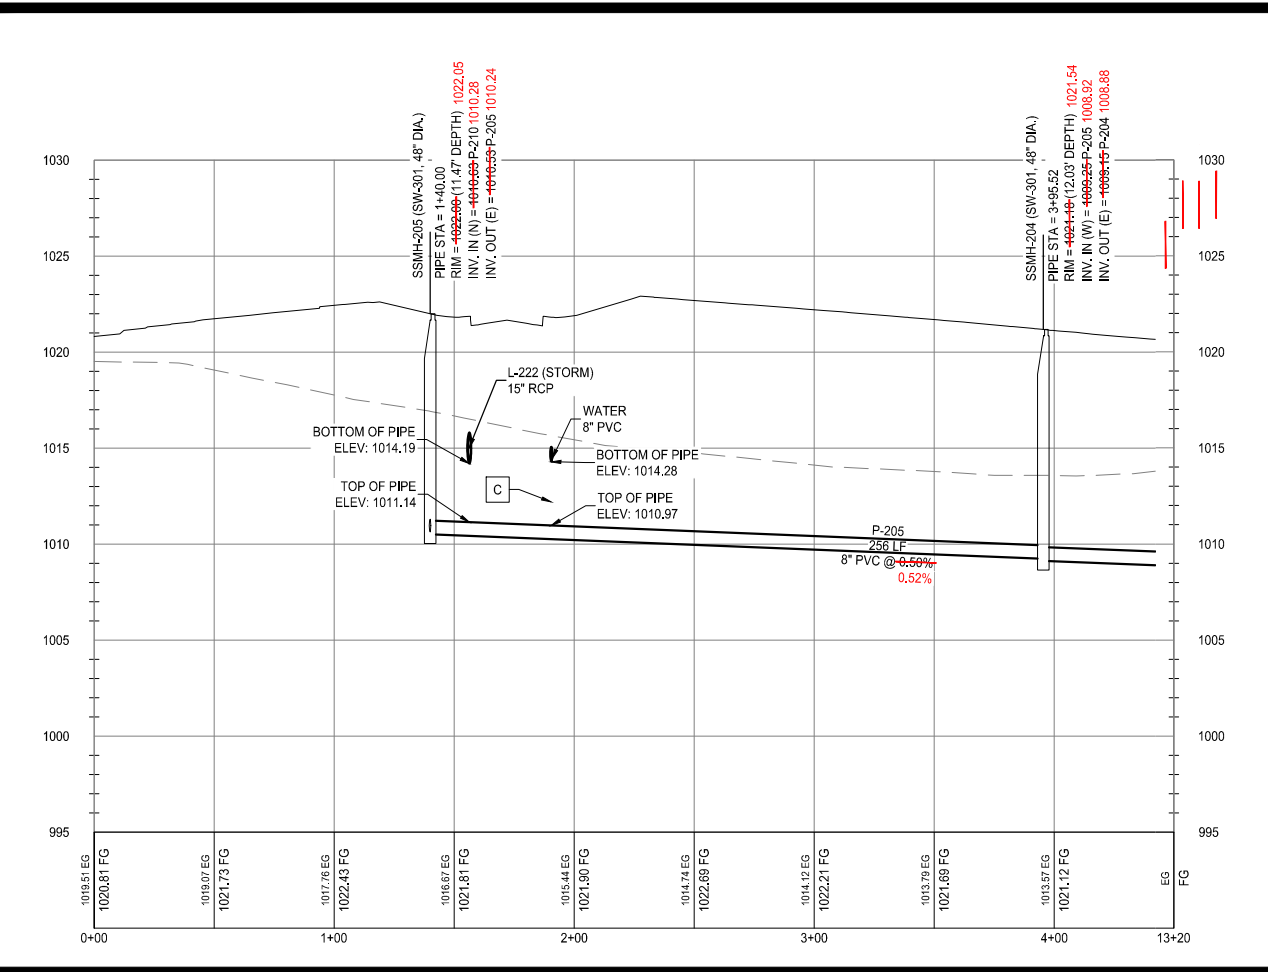 SSMH-205 (SW-301, 48" DIA.)
PIPE STA = 1+40.00
RIM = 1022.00 (11.47' DEPTH) 1022.05
INV. IN (N) = 1010.63 P-210 1010.28
INV. OUT (E) = 1010.53 P-205 1010.24
SSMH-204 (SW-301, 48" DIA.)
PIPE STA = 3+95.52
RIM = 1021.18 (12.03' DEPTH) 1021.54
INV. IN (W) = 1009.25 P-205 1008.92
INV. OUT (E) = 1009.15 P-204 1008.88
1030
1030
1025
1025
1020
1020
L-222 (STORM)
15" RCP
WATER
8" PVC
BOTTOM OF PIPE
ELEV: 1014.19
1015
1015
BOTTOM OF PIPE
ELEV: 1014.28
TOP OF PIPE
ELEV: 1011.14
C
TOP OF PIPE
ELEV: 1010.97
P-205
256 LF
8" PVC @ 0.50%
0.52%
1010
1010
1005
1005
1000
1000
995
995
1019.51 EG
1020.81 FG
1019.07 EG
1021.73 FG
1017.76 EG
1022.43 FG
1016.67 EG
1021.81 FG
1015.44 EG
1021.90 FG
1014.74 EG
1022.69 FG
1014.12 EG
1022.21 FG
1013.79 EG
1021.69 FG
1013.57 EG
1021.12 FG
EG
FG
0+00
1+00
2+00
3+00
4+00
13+20